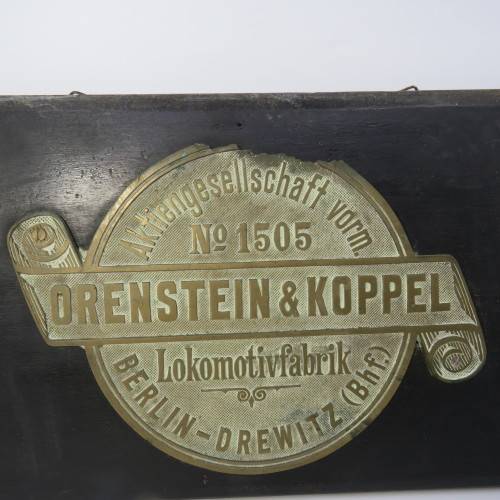 Aktiengesellschaft vorm.
No 1505
ORENSTEIN & KOPPEL
Lokomotivfabrik
BERLIN-DREWITZ (Bhf.)